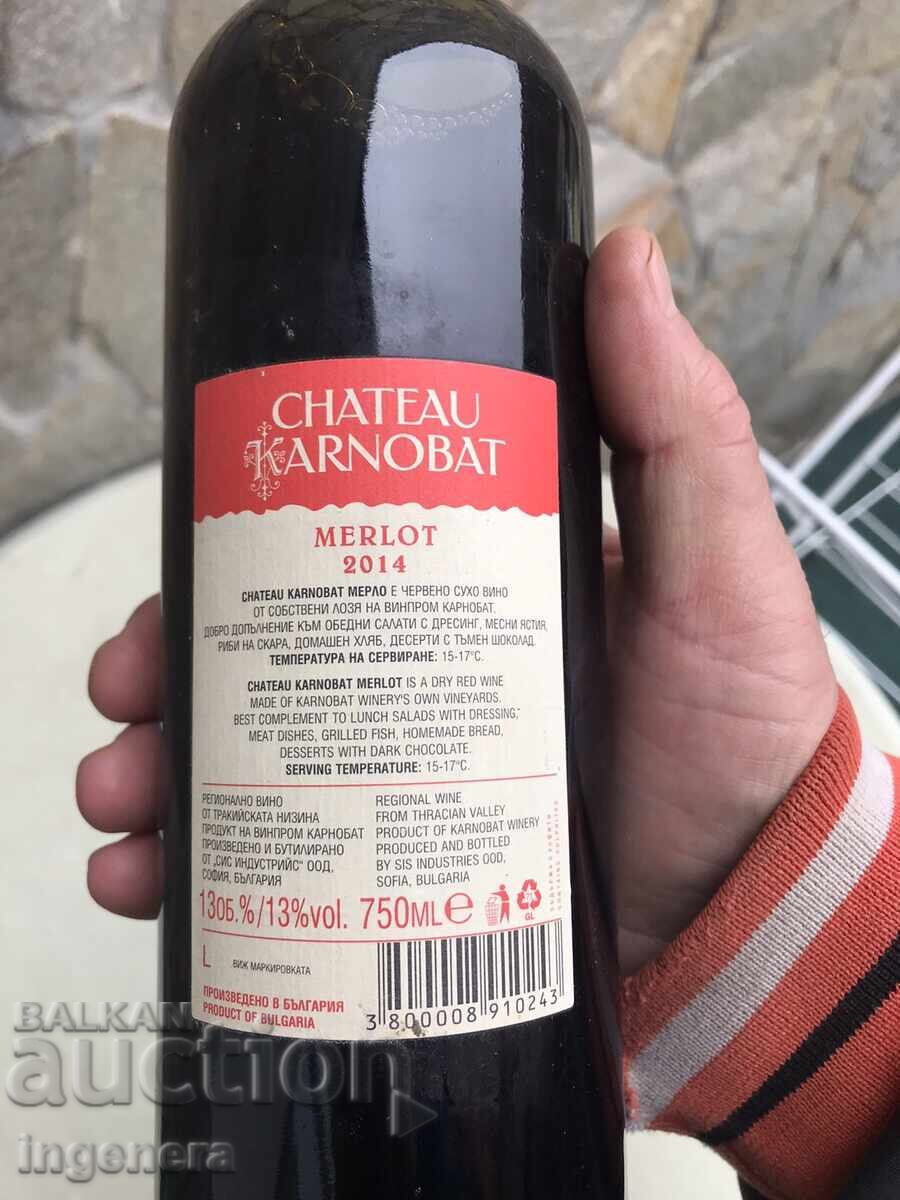 CHATEAU
KARNOBAT
MERLOT
2014
CHATEAU KARNOBAT МЕРЛО Е ЧЕРВЕНО СУХО ВИНО
ОТ СОБСТВЕНИ ЛОЗЯ НА ВИНПРОМ КАРНОБАТ.
ДОБРО ДОПЪЛНЕНИЕ КЪМ ОБЕДНИ САЛАТИ С ДРЕСИНГ, МЕСНИ ЯСТИЯ,
РИБИ НА СКАРА, ДОМАШЕН ХЛЯБ, ДЕСЕРТИ С ТЪМЕН ШОКОЛАД.
ТЕМПЕРАТУРА НА СЕРВИРАНЕ: 15-17°C.
CHATEAU KARNOBAT MERLOT IS A DRY RED WINE
MADE OF KARNOBAT WINERY'S OWN VINEYARDS.
BEST COMPLEMENT TO LUNCH SALADS WITH DRESSING,
MEAT DISHES, GRILLED FISH, HOMEMADE BREAD,
DESSERTS WITH DARK CHOCOLATE.
SERVING TEMPERATURE: 15-17°C.
РЕГИОНАЛНО ВИНО
ОТ ТРАКИЙСКАТА НИЗИНА
ПРОДУКТ НА ВИНПРОМ КАРНОБАТ
ПРОИЗВЕДЕНО И БУТИЛИРАНО
ОТ „СИС ИНДУСТРИЙС" ООД,
СОФИЯ, БЪЛГАРИЯ
REGIONAL WINE
FROM THRACIAN VALLEY
PRODUCT OF KARNOBAT WINERY
PRODUCED AND BOTTLED
BY SIS INDUSTRIES OOD,
SOFIA, BULGARIA
СЪДЪРЖА СУЛФИТИ
CONTAINS SULPHITES
13ОБ.%/13%vol. 750ML e
GL
L ВИЖ МАРКИРОВКАТА
ПРОИЗВЕДЕНО В БЪЛГАРИЯ
PRODUCT OF BULGARIA
3 800008 910243
BALKAN
auction
ingenera